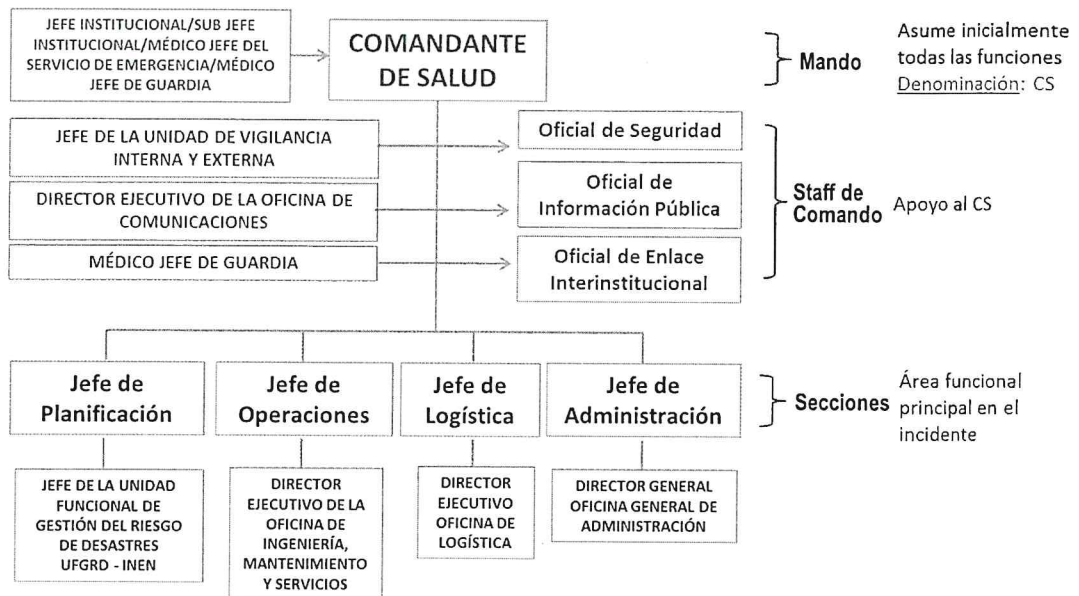 JEFE INSTITUCIONAL/SUB JEFE
INSTITUCIONAL/MÉDICO JEFE DEL
SERVICIO DE EMERGENCIA/MÉDICO
JEFE DE GUARDIA
COMANDANTE
DE SALUD
Mando
Asume inicialmente
todas las funciones
Denominación: CS
JEFE DE LA UNIDAD DE VIGILANCIA
INTERNA Y EXTERNA
Oficial de Seguridad
DIRECTOR EJECUTIVO DE LA OFICINA DE
COMUNICACIONES
Oficial de
Información Pública
MÉDICO JEFE DE GUARDIA
Oficial de Enlace
Interinstitucional
Staff de
Comando
Apoyo al CS
Jefe de
Planificación
Jefe de
Operaciones
Jefe de
Logística
Jefe de
Administración
Secciones
Área funcional
principal en el
incidente
JEFE DE LA UNIDAD
FUNCIONAL DE
GESTIÓN DEL RIESGO
DE DESASTRES
UFGRD - INEN
DIRECTOR
EJECUTIVO DE LA
OFICINA DE
INGENIERÍA,
MANTENIMIENTO
Y SERVICIOS
DIRECTOR
EJECUTIVO
OFICINA DE
LOGÍSTICA
DIRECTOR GENERAL
OFICINA GENERAL DE
ADMINISTRACIÓN